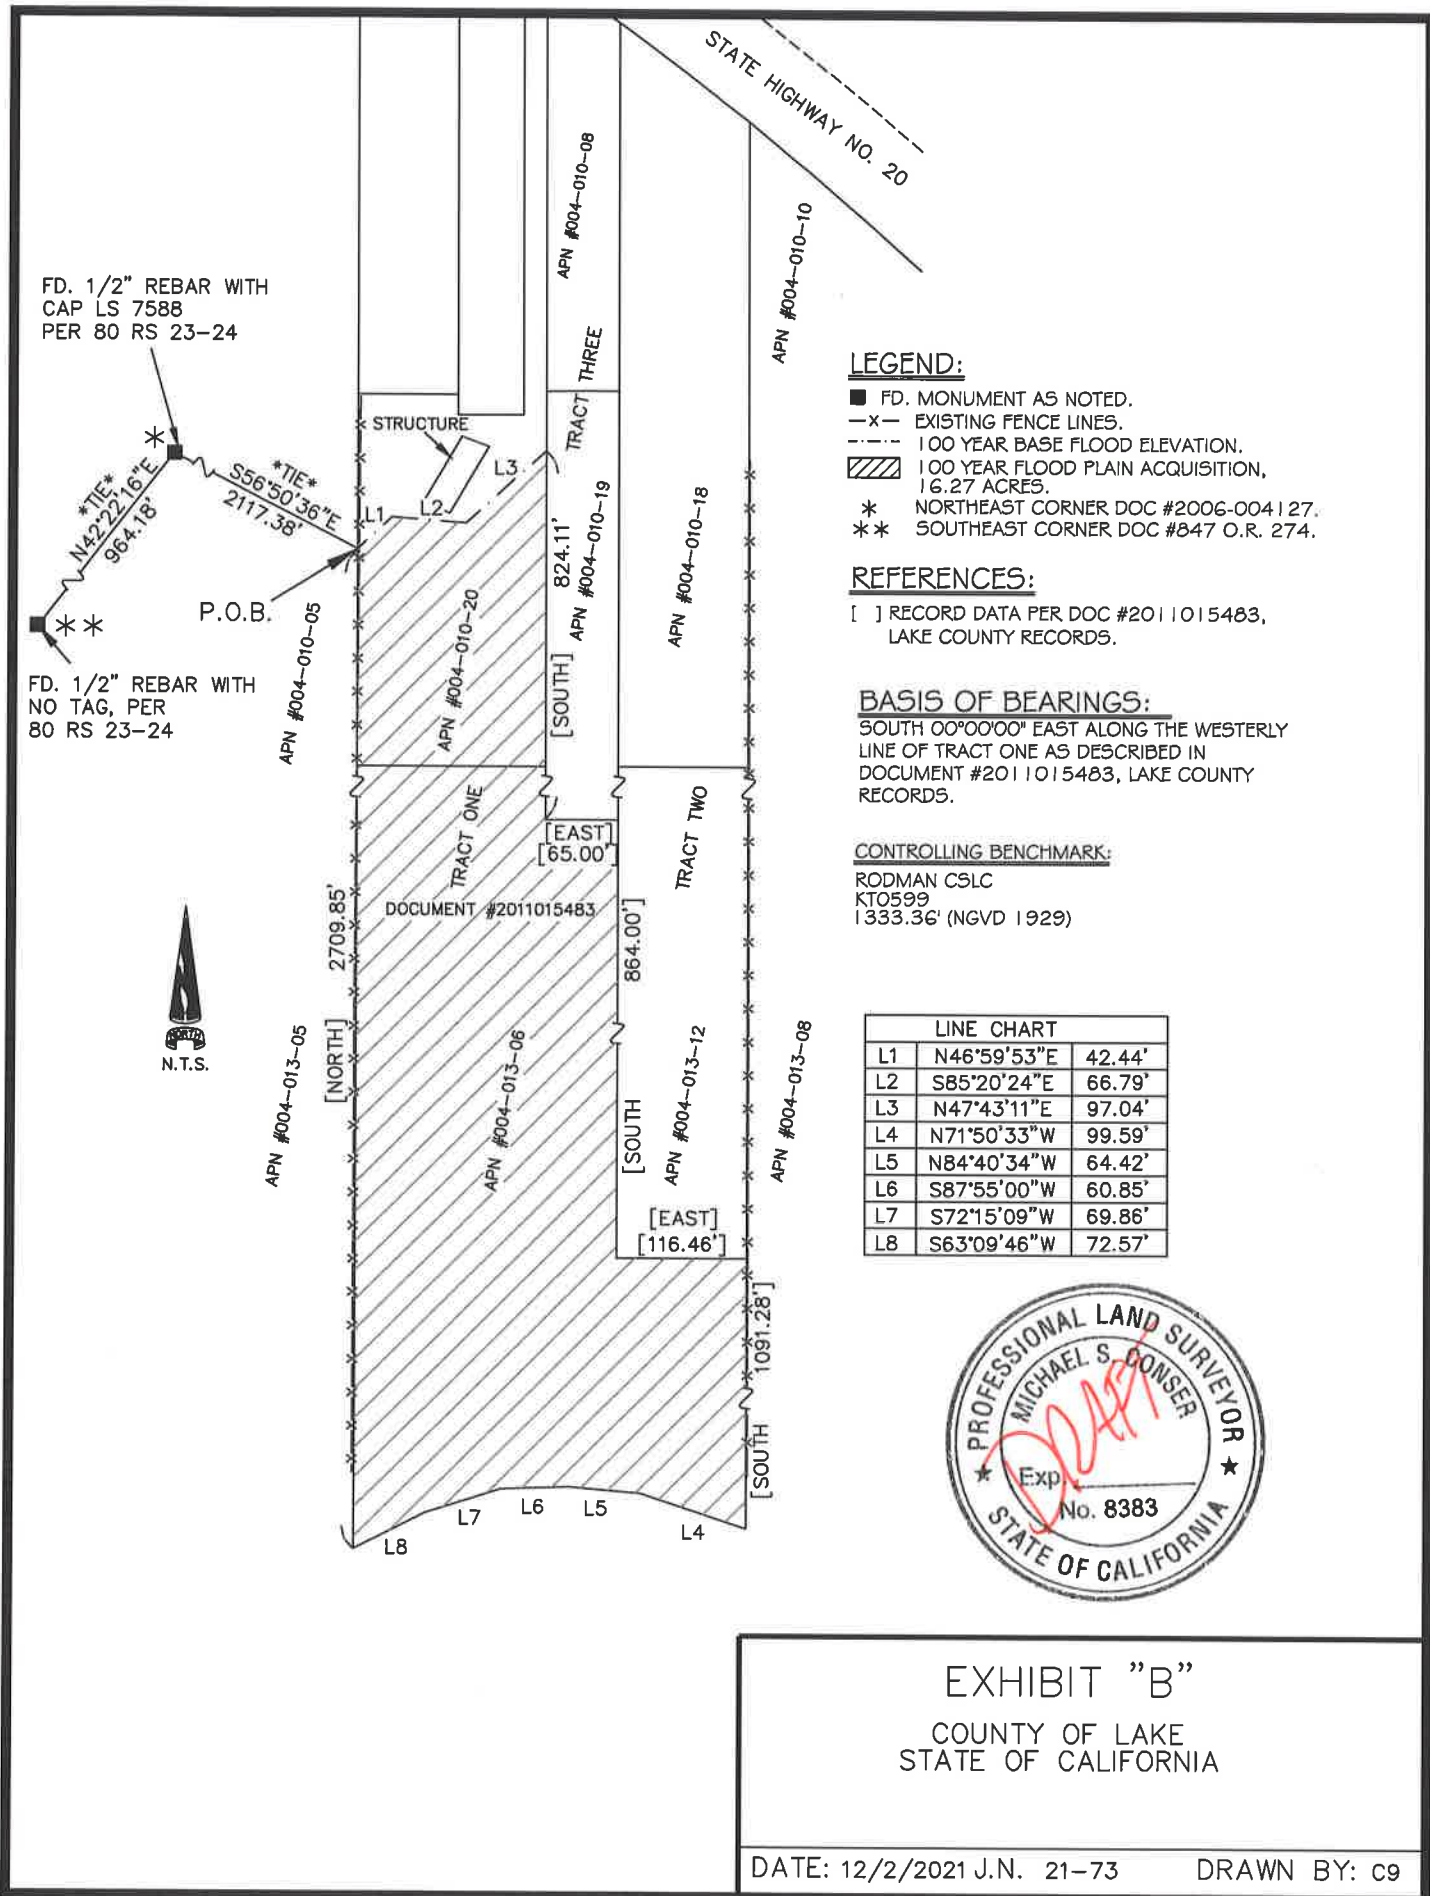 STATE HIGHWAY NO. 20
APN #004-010-08
APN #004-010-10
FD. 1/2" REBAR WITH
CAP LS 7588
PER 80 RS 23-24
TRACT THREE
STRUCTURE
L3
L2
L1
*
*TIE*
S56°50'36"E
2117.38'
*TIE*
N42°22'16"E
964.18'
**
P.O.B.
FD. 1/2" REBAR WITH
NO TAG, PER
80 RS 23-24
APN #004-010-05
APN #004-010-20
824.11'
[SOUTH]
APN #004-010-19
APN #004-010-18
LEGEND:
FD. MONUMENT AS NOTED.
-x- EXISTING FENCE LINES.
100 YEAR BASE FLOOD ELEVATION.
100 YEAR FLOOD PLAIN ACQUISITION,
16.27 ACRES.
* NORTHEAST CORNER DOC #2006-004127.
** SOUTHEAST CORNER DOC #847 O.R. 274.
REFERENCES:
[ ] RECORD DATA PER DOC #2011015483,
LAKE COUNTY RECORDS.
BASIS OF BEARINGS:
SOUTH 00°00'00" EAST ALONG THE WESTERLY
LINE OF TRACT ONE AS DESCRIBED IN
DOCUMENT #2011015483, LAKE COUNTY
RECORDS.
CONTROLLING BENCHMARK:
RODMAN CSLC
KT0599
1333.36' (NGVD 1929)
TRACT ONE
[EAST]
[65.00']
TRACT TWO
DOCUMENT #2011015483
2709.85'
[NORTH]
864.00']
[SOUTH
NORTH
N.T.S.
APN #004-013-05
APN #004-013-06
APN #004-013-12
APN #004-013-08
[EAST]
[116.46']
1091.28']
[SOUTH
L8
L7
L6
L5
L4
LINE CHART
L1 N46°59'53"E 42.44'
L2 S85°20'24"E 66.79'
L3 N47°43'11"E 97.04'
L4 N71°50'33"W 99.59'
L5 N84°40'34"W 64.42'
L6 S87°55'00"W 60.85'
L7 S72°15'09"W 69.86'
L8 S63°09'46"W 72.57'
PROFESSIONAL LAND SURVEYOR
MICHAEL S. CONSER
DRAFT
Exp.
No. 8383
STATE OF CALIFORNIA
EXHIBIT "B"
COUNTY OF LAKE
STATE OF CALIFORNIA
DATE: 12/2/2021 J.N. 21-73 DRAWN BY: C9